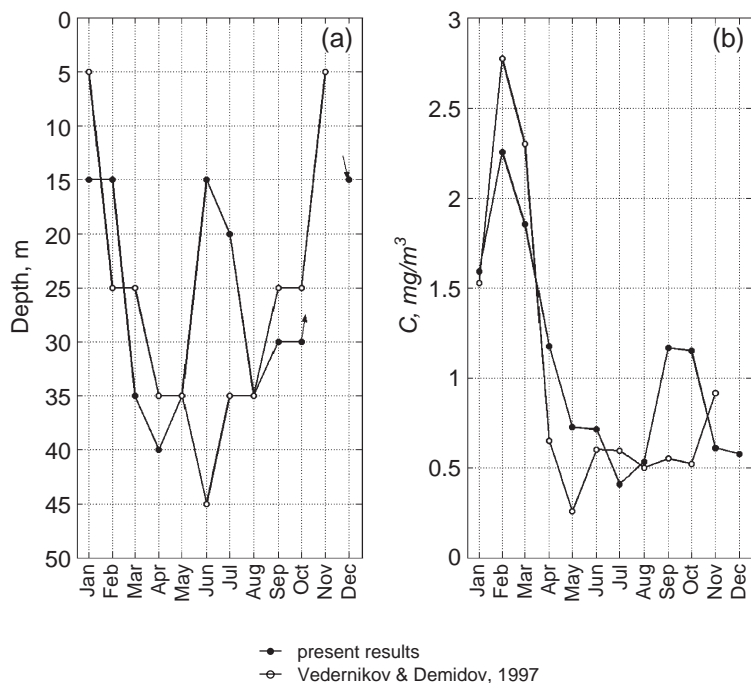 (a)
0
5
10
15
20
25
30
35
40
45
50
Depth, m
Jan
Feb
Mar
Apr
May
Jun
Jul
Aug
Sep
Oct
Nov
Dec
(b)
3
2.5
2
1.5
1
0.5
0
C, mg/m³
Jan
Feb
Mar
Apr
May
Jun
Jul
Aug
Sep
Oct
Nov
Dec
present results
Vedernikov & Demidov, 1997